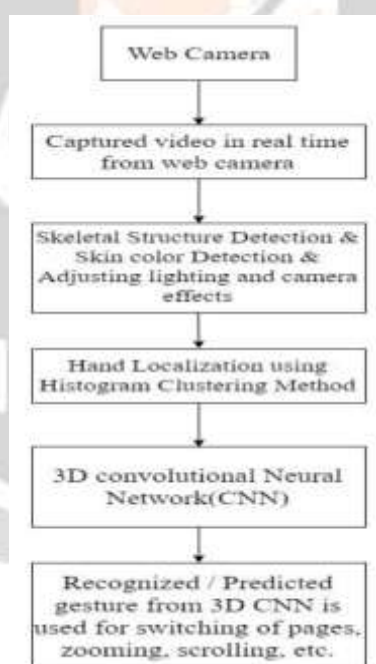 Web Camera
Captured video in real time
from web camera
Skeletal Structure Detection &
Skin color Detection &
Adjusting lighting and camera
effects
Hand Localization using
Histogram Clustering Method
3D convolutional Neural
Network(CNN)
Recognized / Predicted
gesture from 3D CNN is
used for switching of pages,
zooming, scrolling, etc.